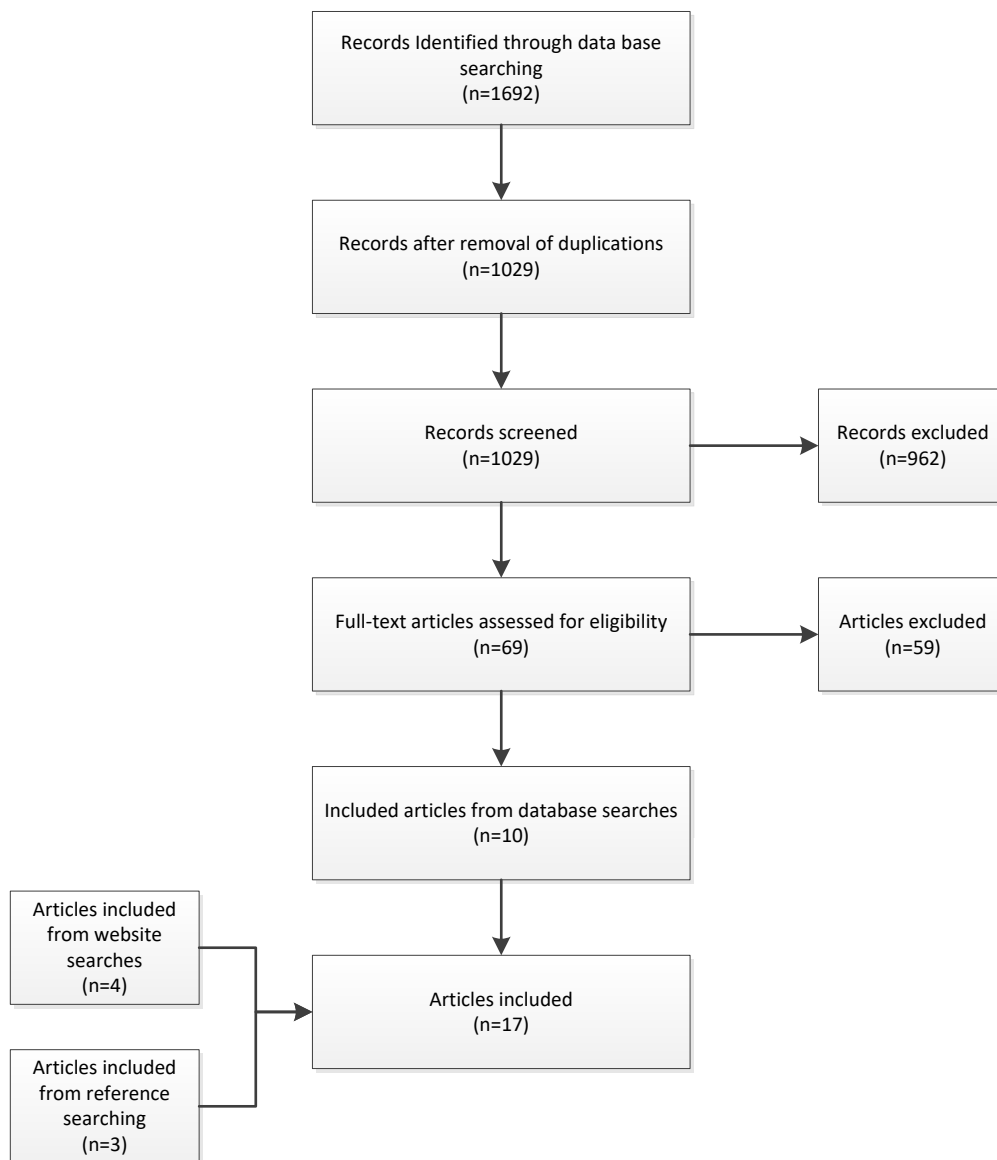 Records Identified through data base
searching
(n=1692)
Records after removal of duplications
(n=1029)
Records screened
(n=1029)
Records excluded
(n=962)
Full-text articles assessed for eligibility
(n=69)
Articles excluded
(n=59)
Included articles from database searches
(n=10)
Articles included
from website
searches
(n=4)
Articles included
(n=17)
Articles included
from reference
searching
(n=3)